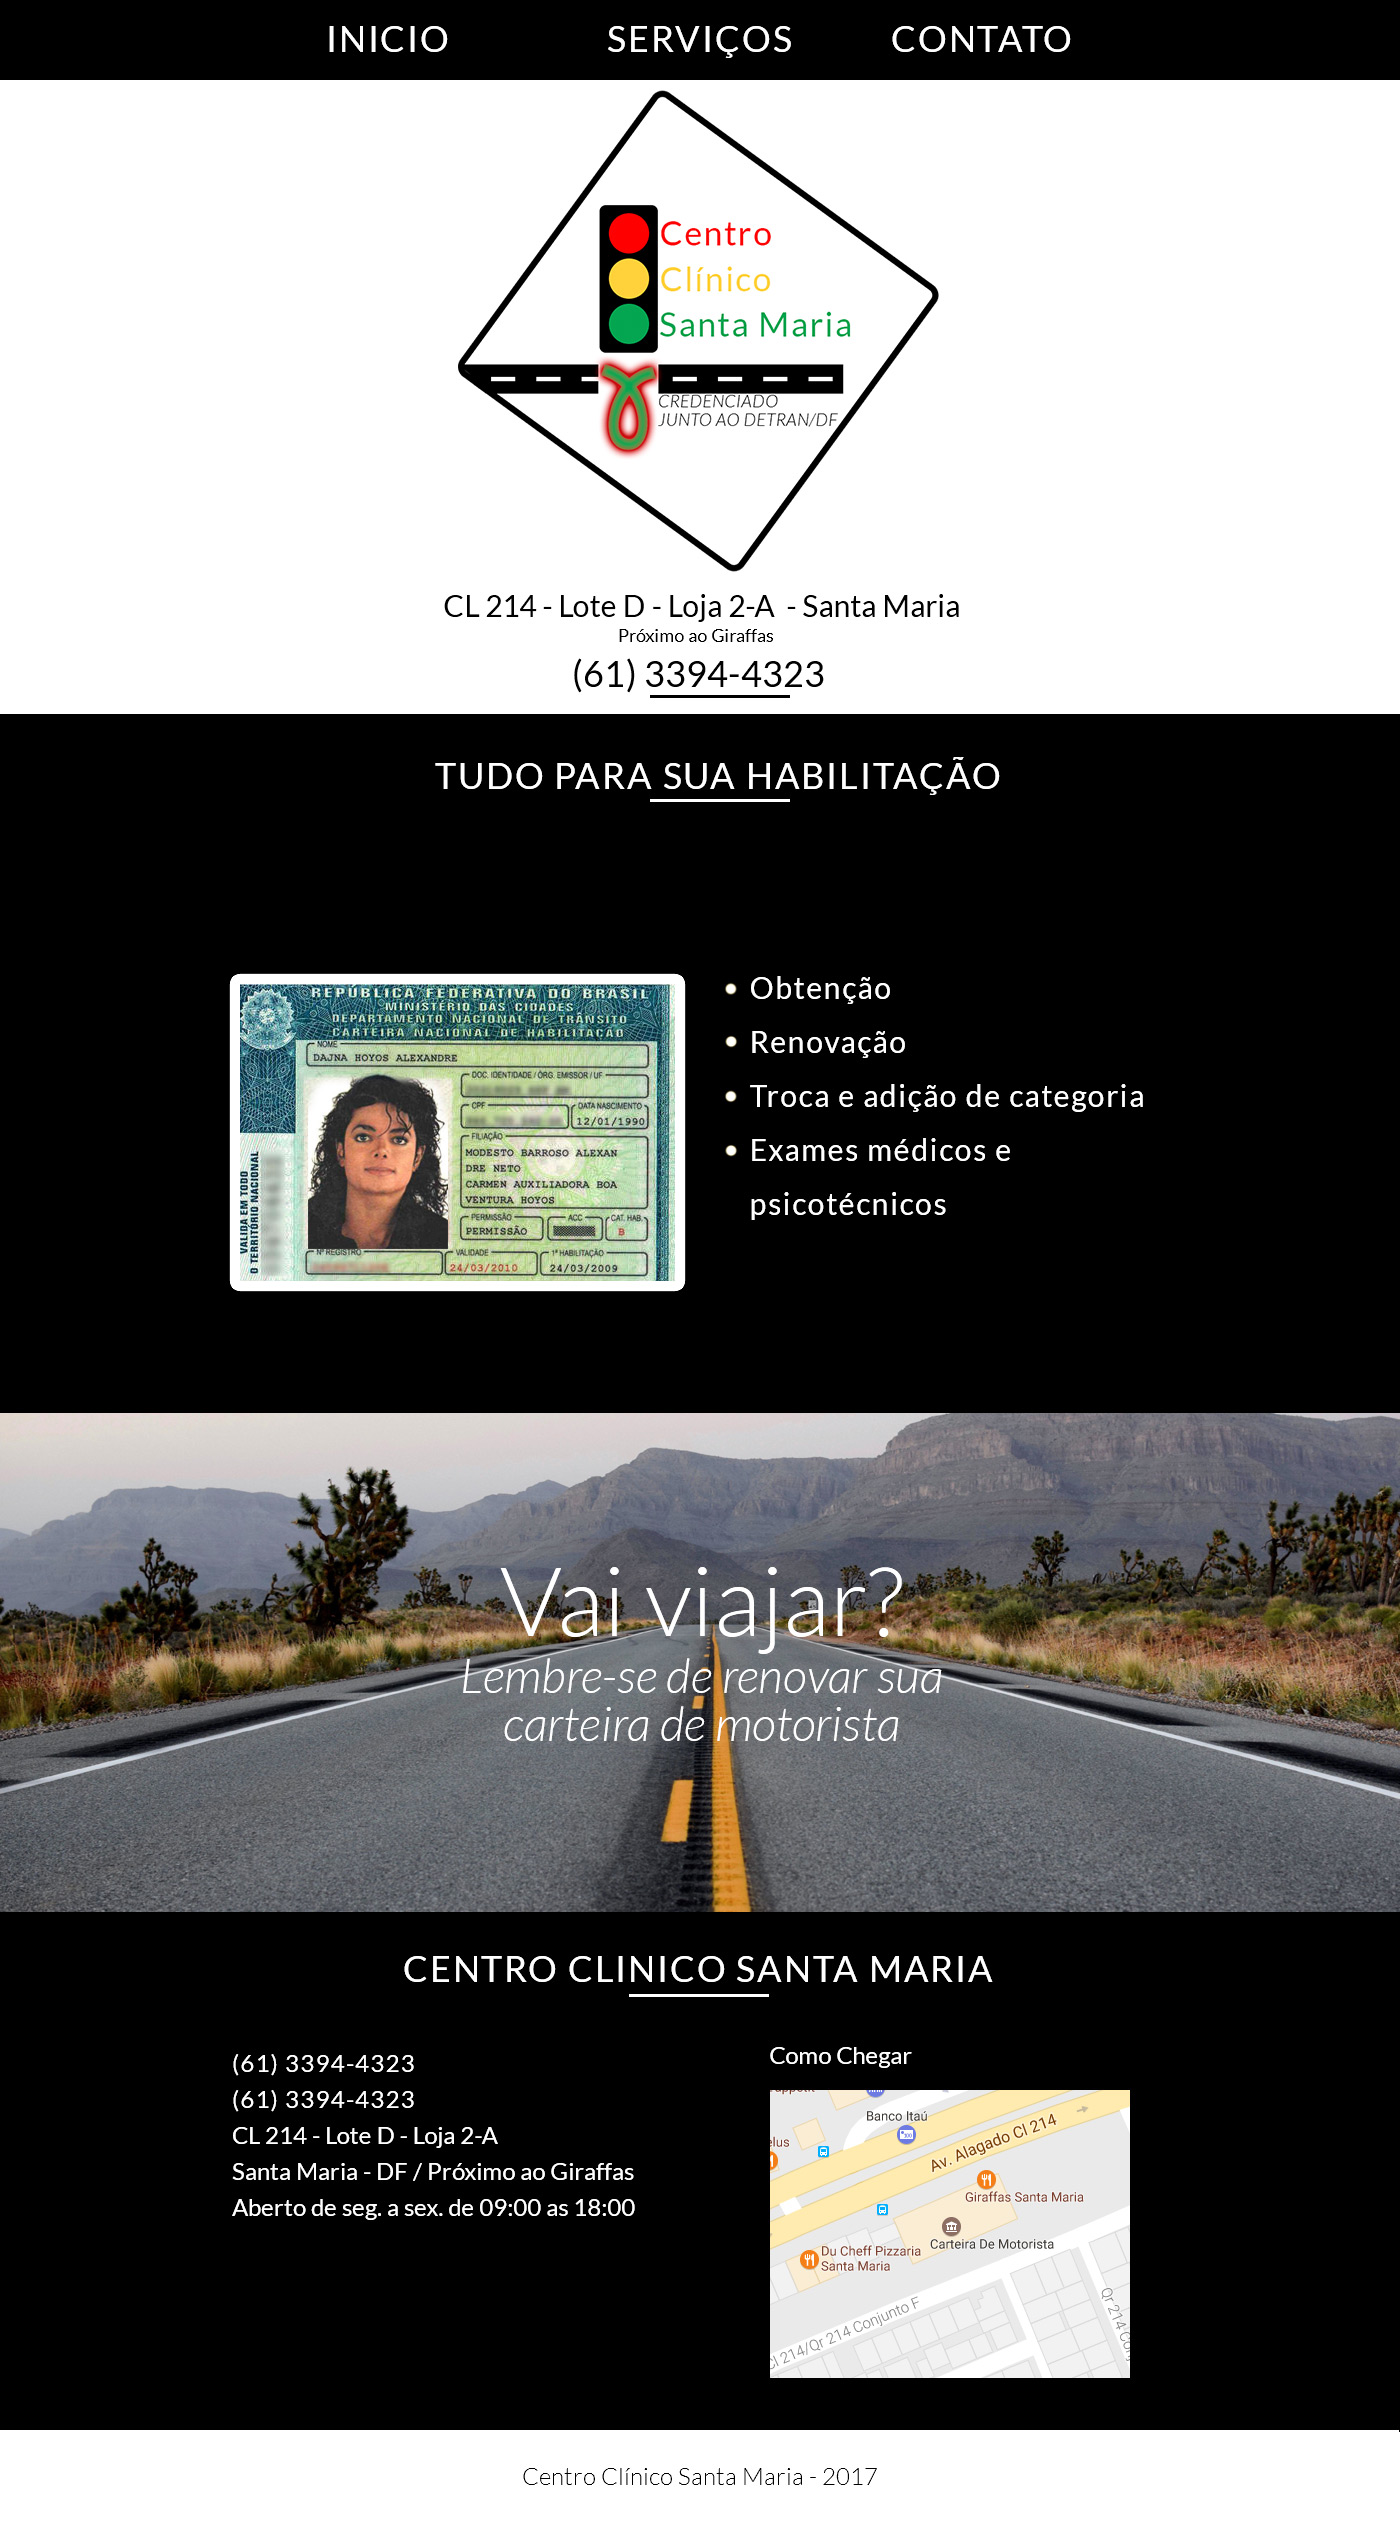 INICIO
SERVIÇOS
CONTATO
Centro
Clínico
Santa Maria
CREDENCIADO
JUNTO AO DETRAN/DF
CL 214 - Lote D - Loja 2-A - Santa Maria
Próximo ao Giraffas
(61) 3394-4323
TUDO PARA SUA HABILITAÇÃO
REPÚBLICA FEDERATIVA DO BRASIL
MINISTÉRIO DAS CIDADES
DEPARTAMENTO NACIONAL DE TRÂNSITO
CARTEIRA NACIONAL DE HABILITAÇÃO
NOME
DAJNA HOYOS ALEXANDRE
DOC. IDENTIDADE / ÓRG. EMISSOR / UF
CPF
DATA NASCIMENTO
12/01/1990
FILIAÇÃO
MODESTO BARROSO ALEXAN
DRE NETO
CARMEN AUXILIADORA BOA
VENTURA HOYOS
PERMISSÃO
ACC
CAT. HAB.
PERMISSÃO
B
Nº REGISTRO
VALIDADE
1ª HABILITAÇÃO
24/03/2010
24/03/2009
VALIDA EM TODO
O TERRITÓRIO NACIONAL
• Obtenção
• Renovação
• Troca e adição de categoria
• Exames médicos e
psicotécnicos
Vai viajar?
Lembre-se de renovar sua
carteira de motorista
CENTRO CLINICO SANTA MARIA
(61) 3394-4323
(61) 3394-4323
CL 214 - Lote D - Loja 2-A
Santa Maria - DF / Próximo ao Giraffas
Aberto de seg. a sex. de 09:00 as 18:00
Como Chegar
Banco Itaú
elus
Av. Alagado Cl 214
Giraffas Santa Maria
Carteira De Motorista
Du Cheff Pizzaria
Santa Maria
Cl 214/Qr 214 Conjunto F
Qr 214 Conj
Centro Clínico Santa Maria - 2017